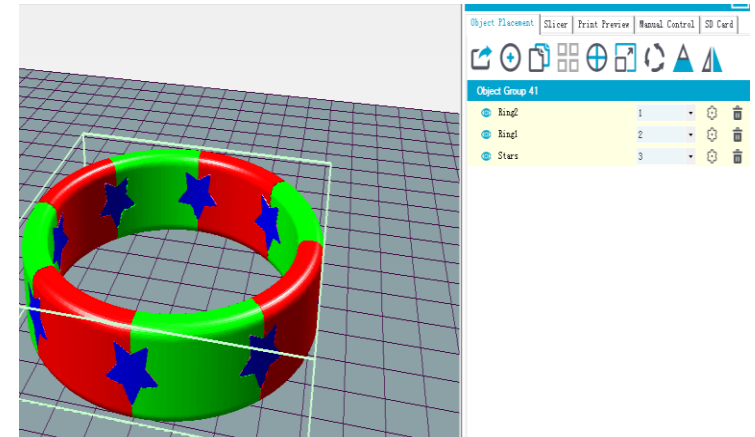 Object Placement Slicer Print Preview Manual Control SD Card
Object Group 41
Ring2 1
Ring1 2
Stars 3